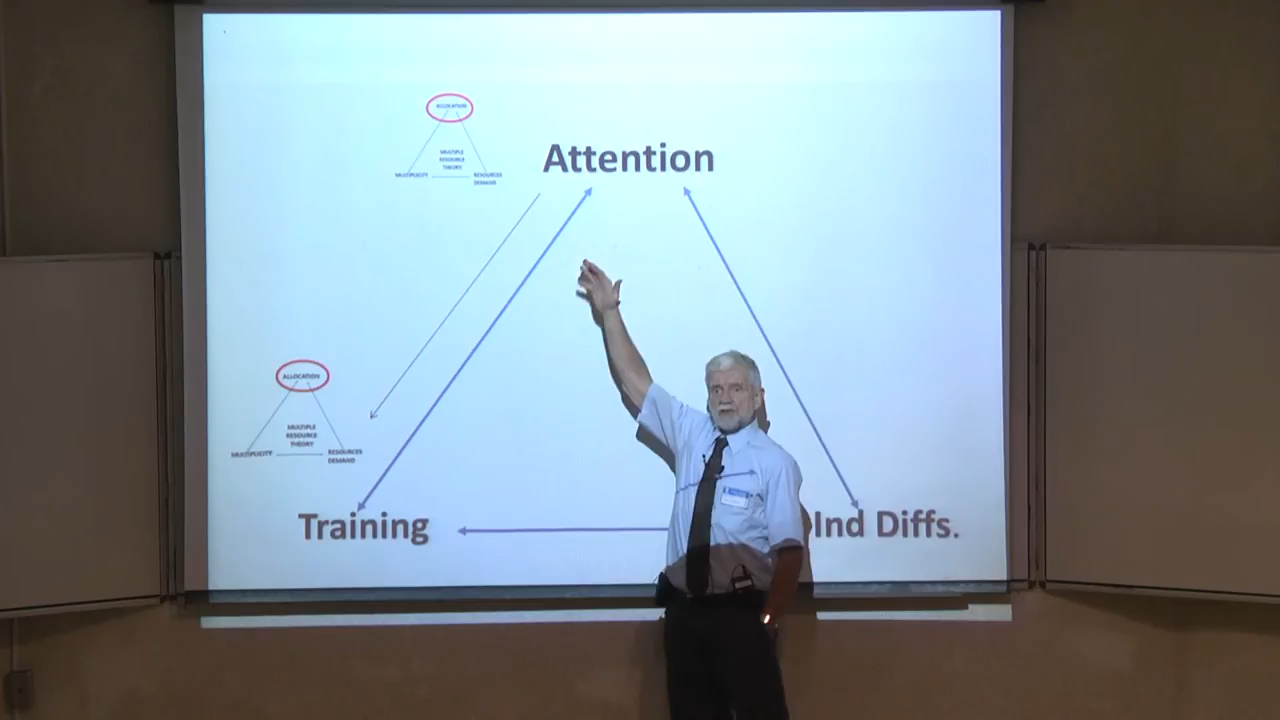 ALLOCATION
MULTIPLE
RESOURCE
THEORY
MULTIPLICITY
RESOURCES
DEMAND
Attention
ALLOCATION
MULTIPLE
RESOURCE
THEORY
MULTIPLICITY
RESOURCES
DEMAND
Training
Ind Diffs.